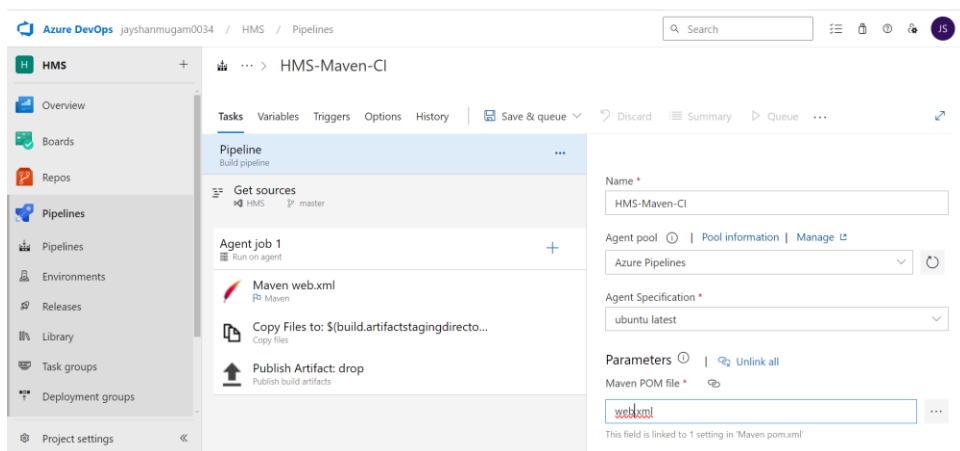 Azure DevOps jayshanmugam0034 / HMS / Pipelines
Search
JS
H HMS +
Overview
Boards
Repos
Pipelines
Pipelines
Environments
Releases
Library
Task groups
Deployment groups
Project settings «
... > HMS-Maven-CI
Tasks Variables Triggers Options History | Save & queue Discard Summary Queue ...
Pipeline ...
Build pipeline
Get sources
HMS master
Agent job 1 +
Run on agent
Maven web.xml
Maven
Copy Files to: $(build.artifactstagingdirecto...
Copy files
Publish Artifact: drop
Publish build artifacts
Name *
HMS-Maven-CI
Agent pool | Pool information | Manage
Azure Pipelines
Agent Specification *
ubuntu latest
Parameters | Unlink all
Maven POM file *
web.xml ...
This field is linked to 1 setting in 'Maven pom.xml'